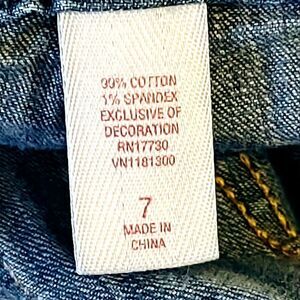 99% COTTON
1% SPANDEX
EXCLUSIVE OF
DECORATION
RN17730
VN1181300
7
MADE IN
CHINA